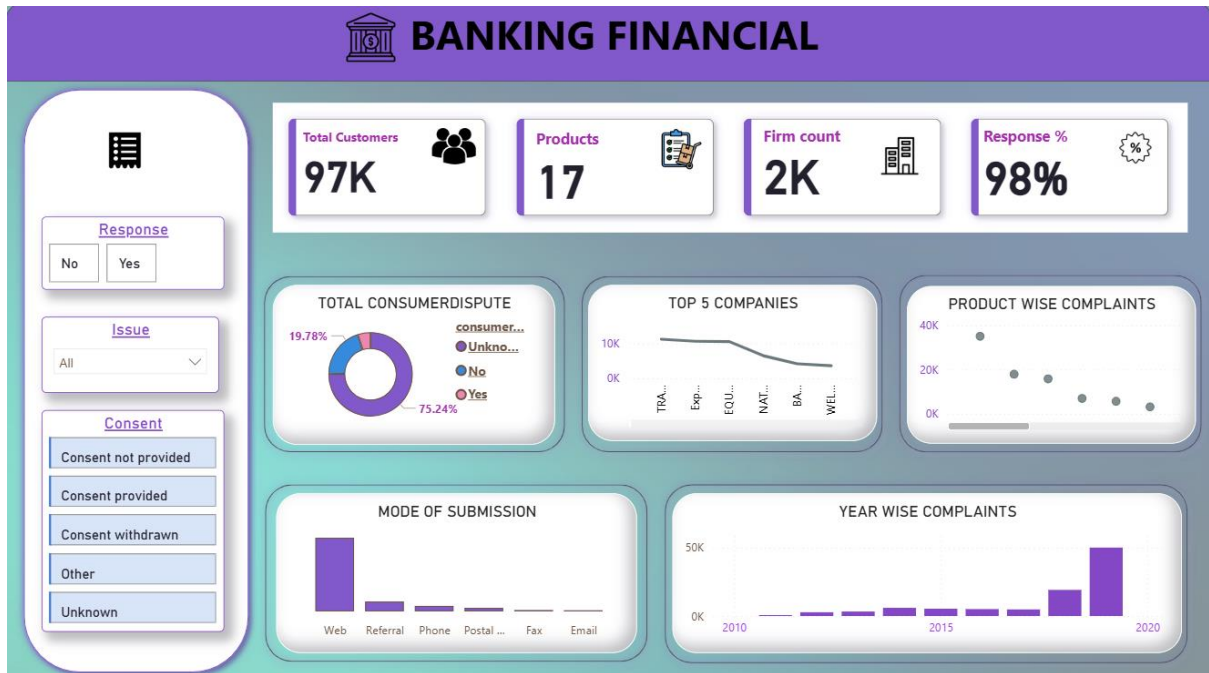 BANKING FINANCIAL
Total Customers
97K
Products
17
Firm count
2K
Response %
98%
%
Response
No Yes
Issue
All
Consent
Consent not provided
Consent provided
Consent withdrawn
Other
Unknown
TOTAL CONSUMERDISPUTE
19.78%
75.24%
consumer...
Unkno...
No
Yes
TOP 5 COMPANIES
10K
0K
TRA...
Exp...
EQU...
NAT...
BA...
WEL...
PRODUCT WISE COMPLAINTS
40K
20K
0K
MODE OF SUBMISSION
Web Referral Phone Postal ... Fax Email
YEAR WISE COMPLAINTS
50K
0K
2010 2015 2020